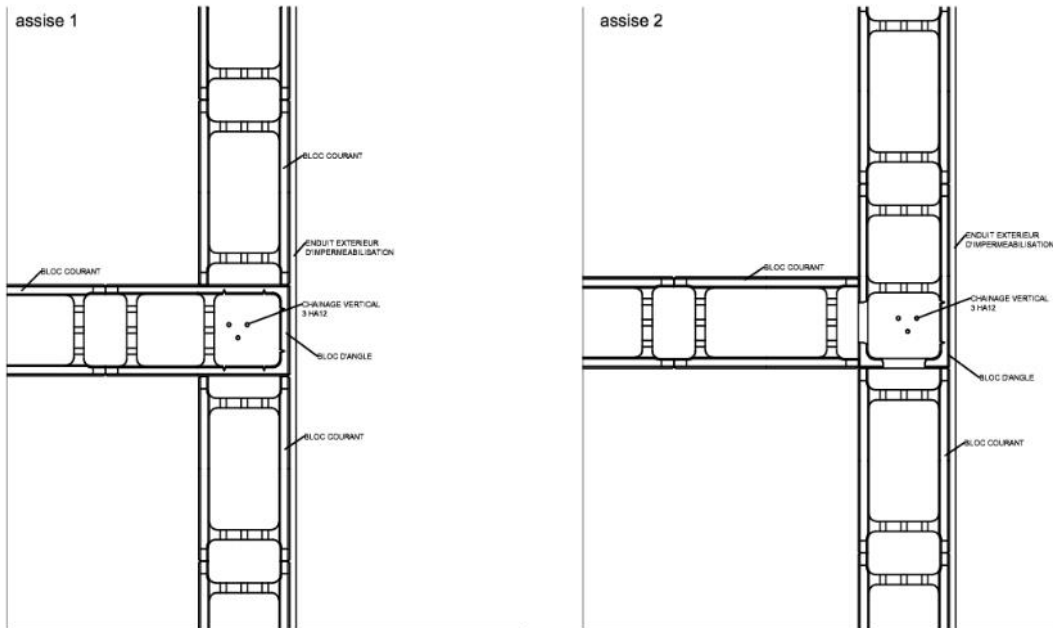 assise 1
BLOC COURANT
ENDUIT EXTERIEUR
D'IMPERMEABILISATION
BLOC COURANT
CHAINAGE VERTICAL
3 HA12
BLOC D'ANGLE
BLOC COURANT
assise 2
ENDUIT EXTERIEUR
D'IMPERMEABILISATION
BLOC COURANT
CHAINAGE VERTICAL
3 HA12
BLOC D'ANGLE
BLOC COURANT